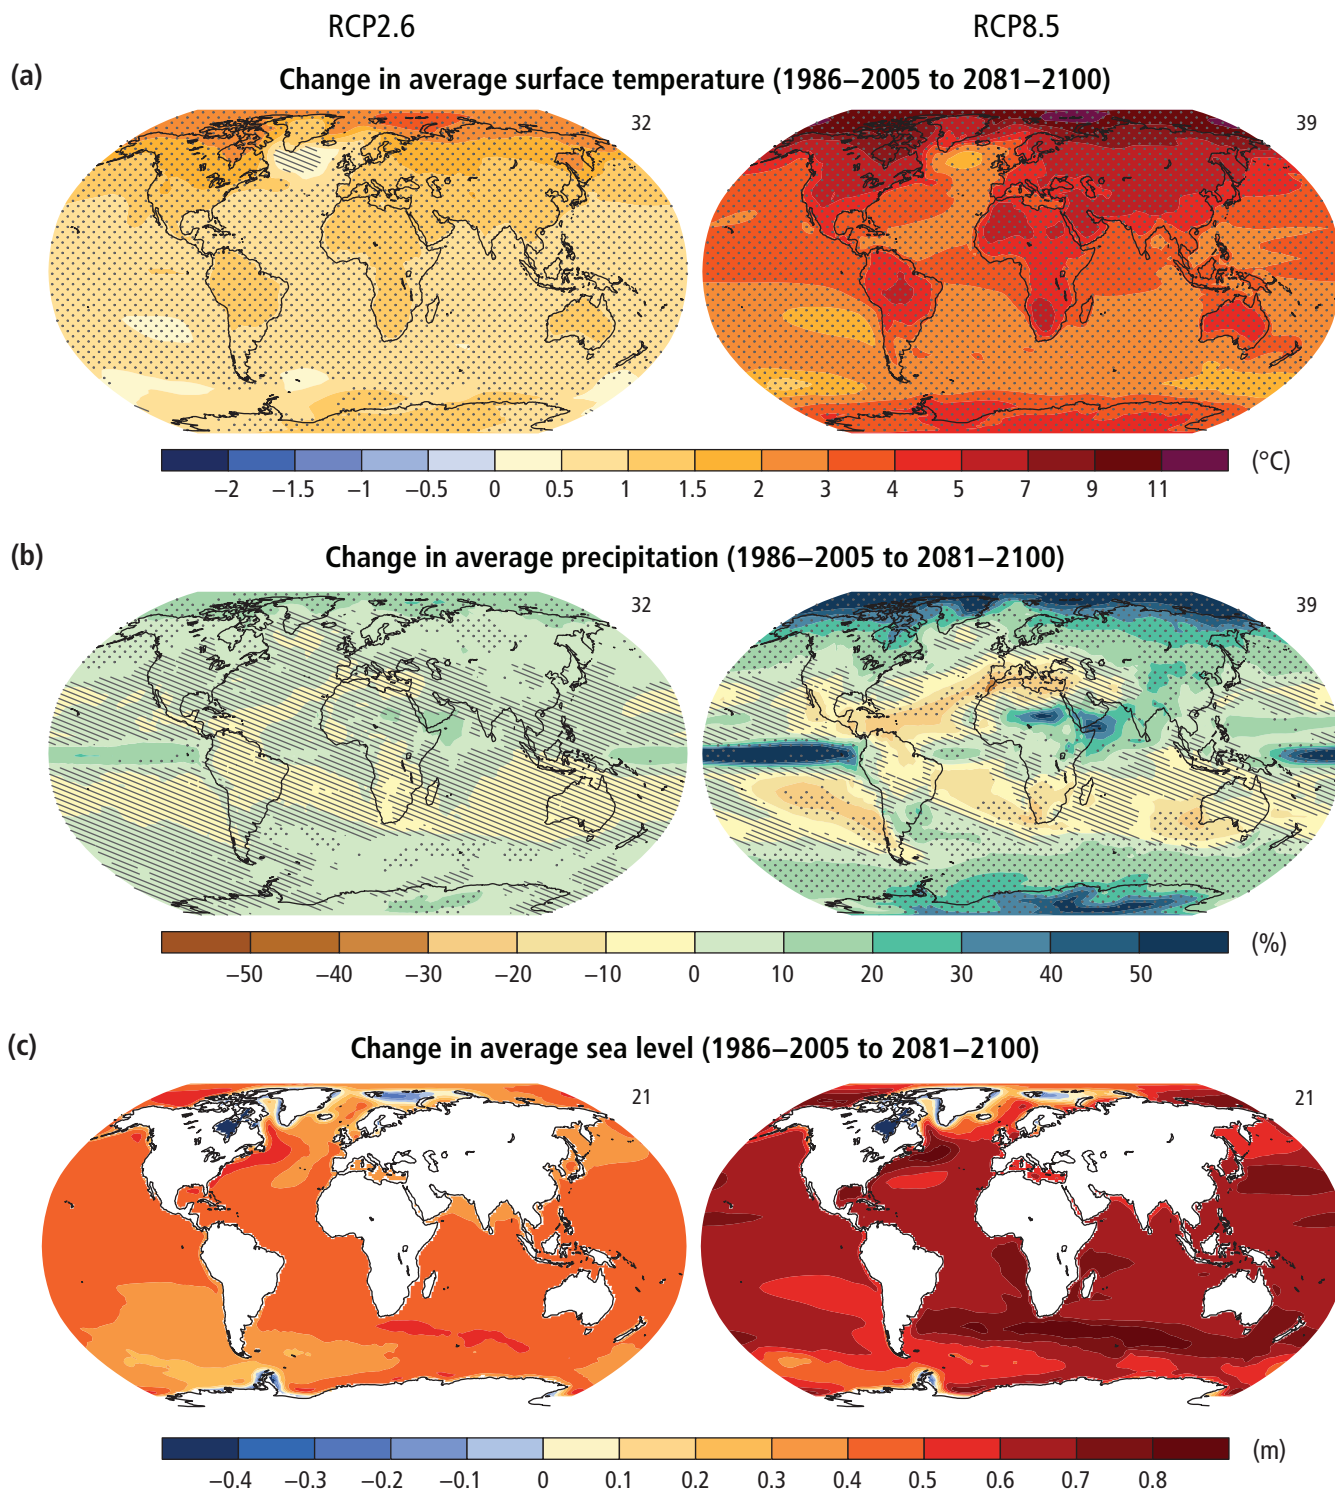 RCP2.6 RCP8.5
(a) Change in average surface temperature (1986–2005 to 2081–2100)
32 39
−2 −1.5 −1 −0.5 0 0.5 1 1.5 2 3 4 5 7 9 11 (°C)
(b) Change in average precipitation (1986–2005 to 2081–2100)
32 39
−50 −40 −30 −20 −10 0 10 20 30 40 50 (%)
(c) Change in average sea level (1986–2005 to 2081–2100)
21 21
−0.4 −0.3 −0.2 −0.1 0 0.1 0.2 0.3 0.4 0.5 0.6 0.7 0.8 (m)